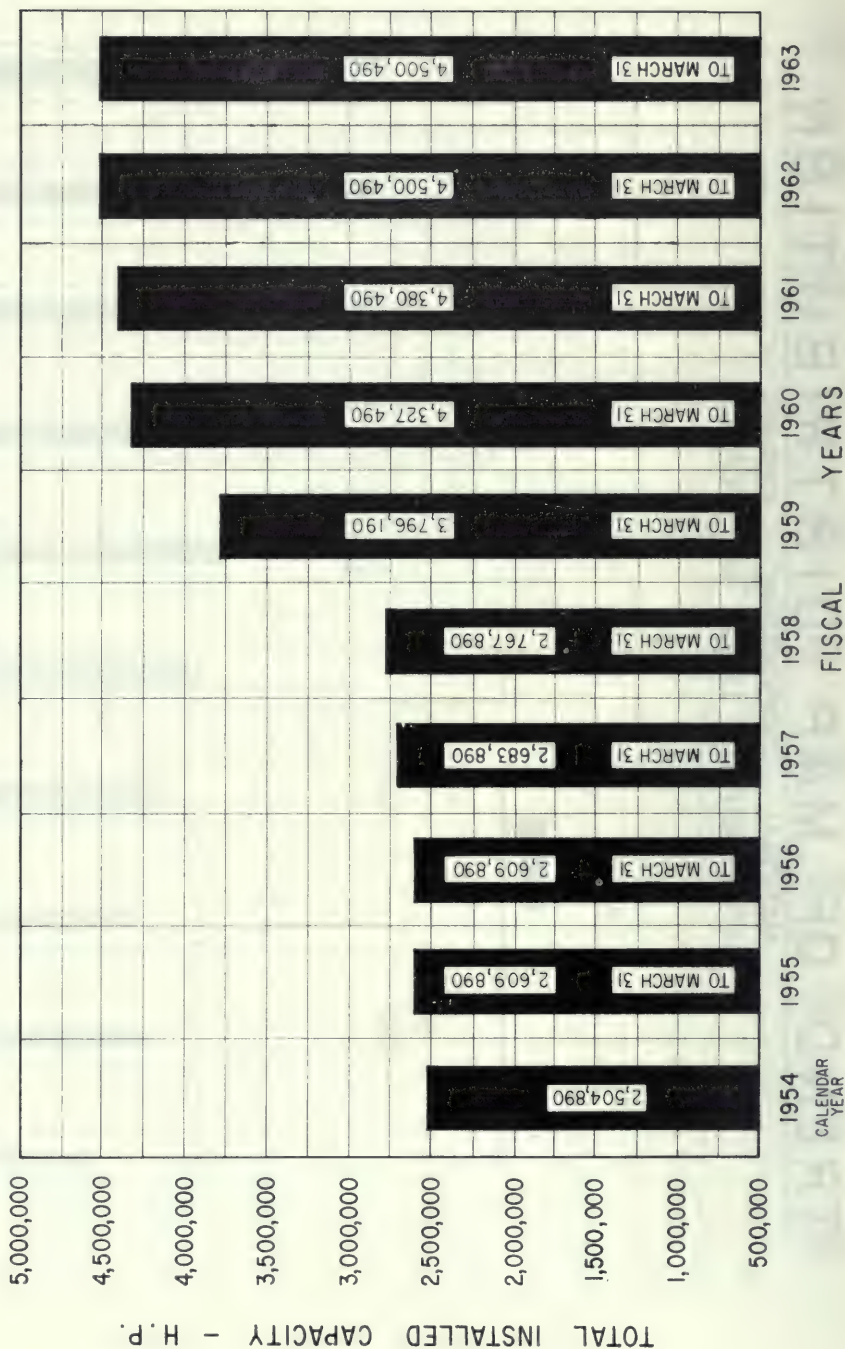 TOTAL INSTALLED CAPACITY - H.P.
5,000,000
4,500,000
4,000,000
3,500,000
3,000,000
2,500,000
2,000,000
1,500,000
1,000,000
500,000
2,504,890
2,609,890
TO MARCH 31
2,609,890
TO MARCH 31
2,683,890
TO MARCH 31
2,767,890
TO MARCH 31
3,796,190
TO MARCH 31
4,327,490
TO MARCH 31
4,380,490
TO MARCH 31
4,500,490
TO MARCH 31
4,500,490
TO MARCH 31
1954 1955 1956 1957 1958 1959 1960 1961 1962 1963
CALENDAR
YEAR
FISCAL YEARS